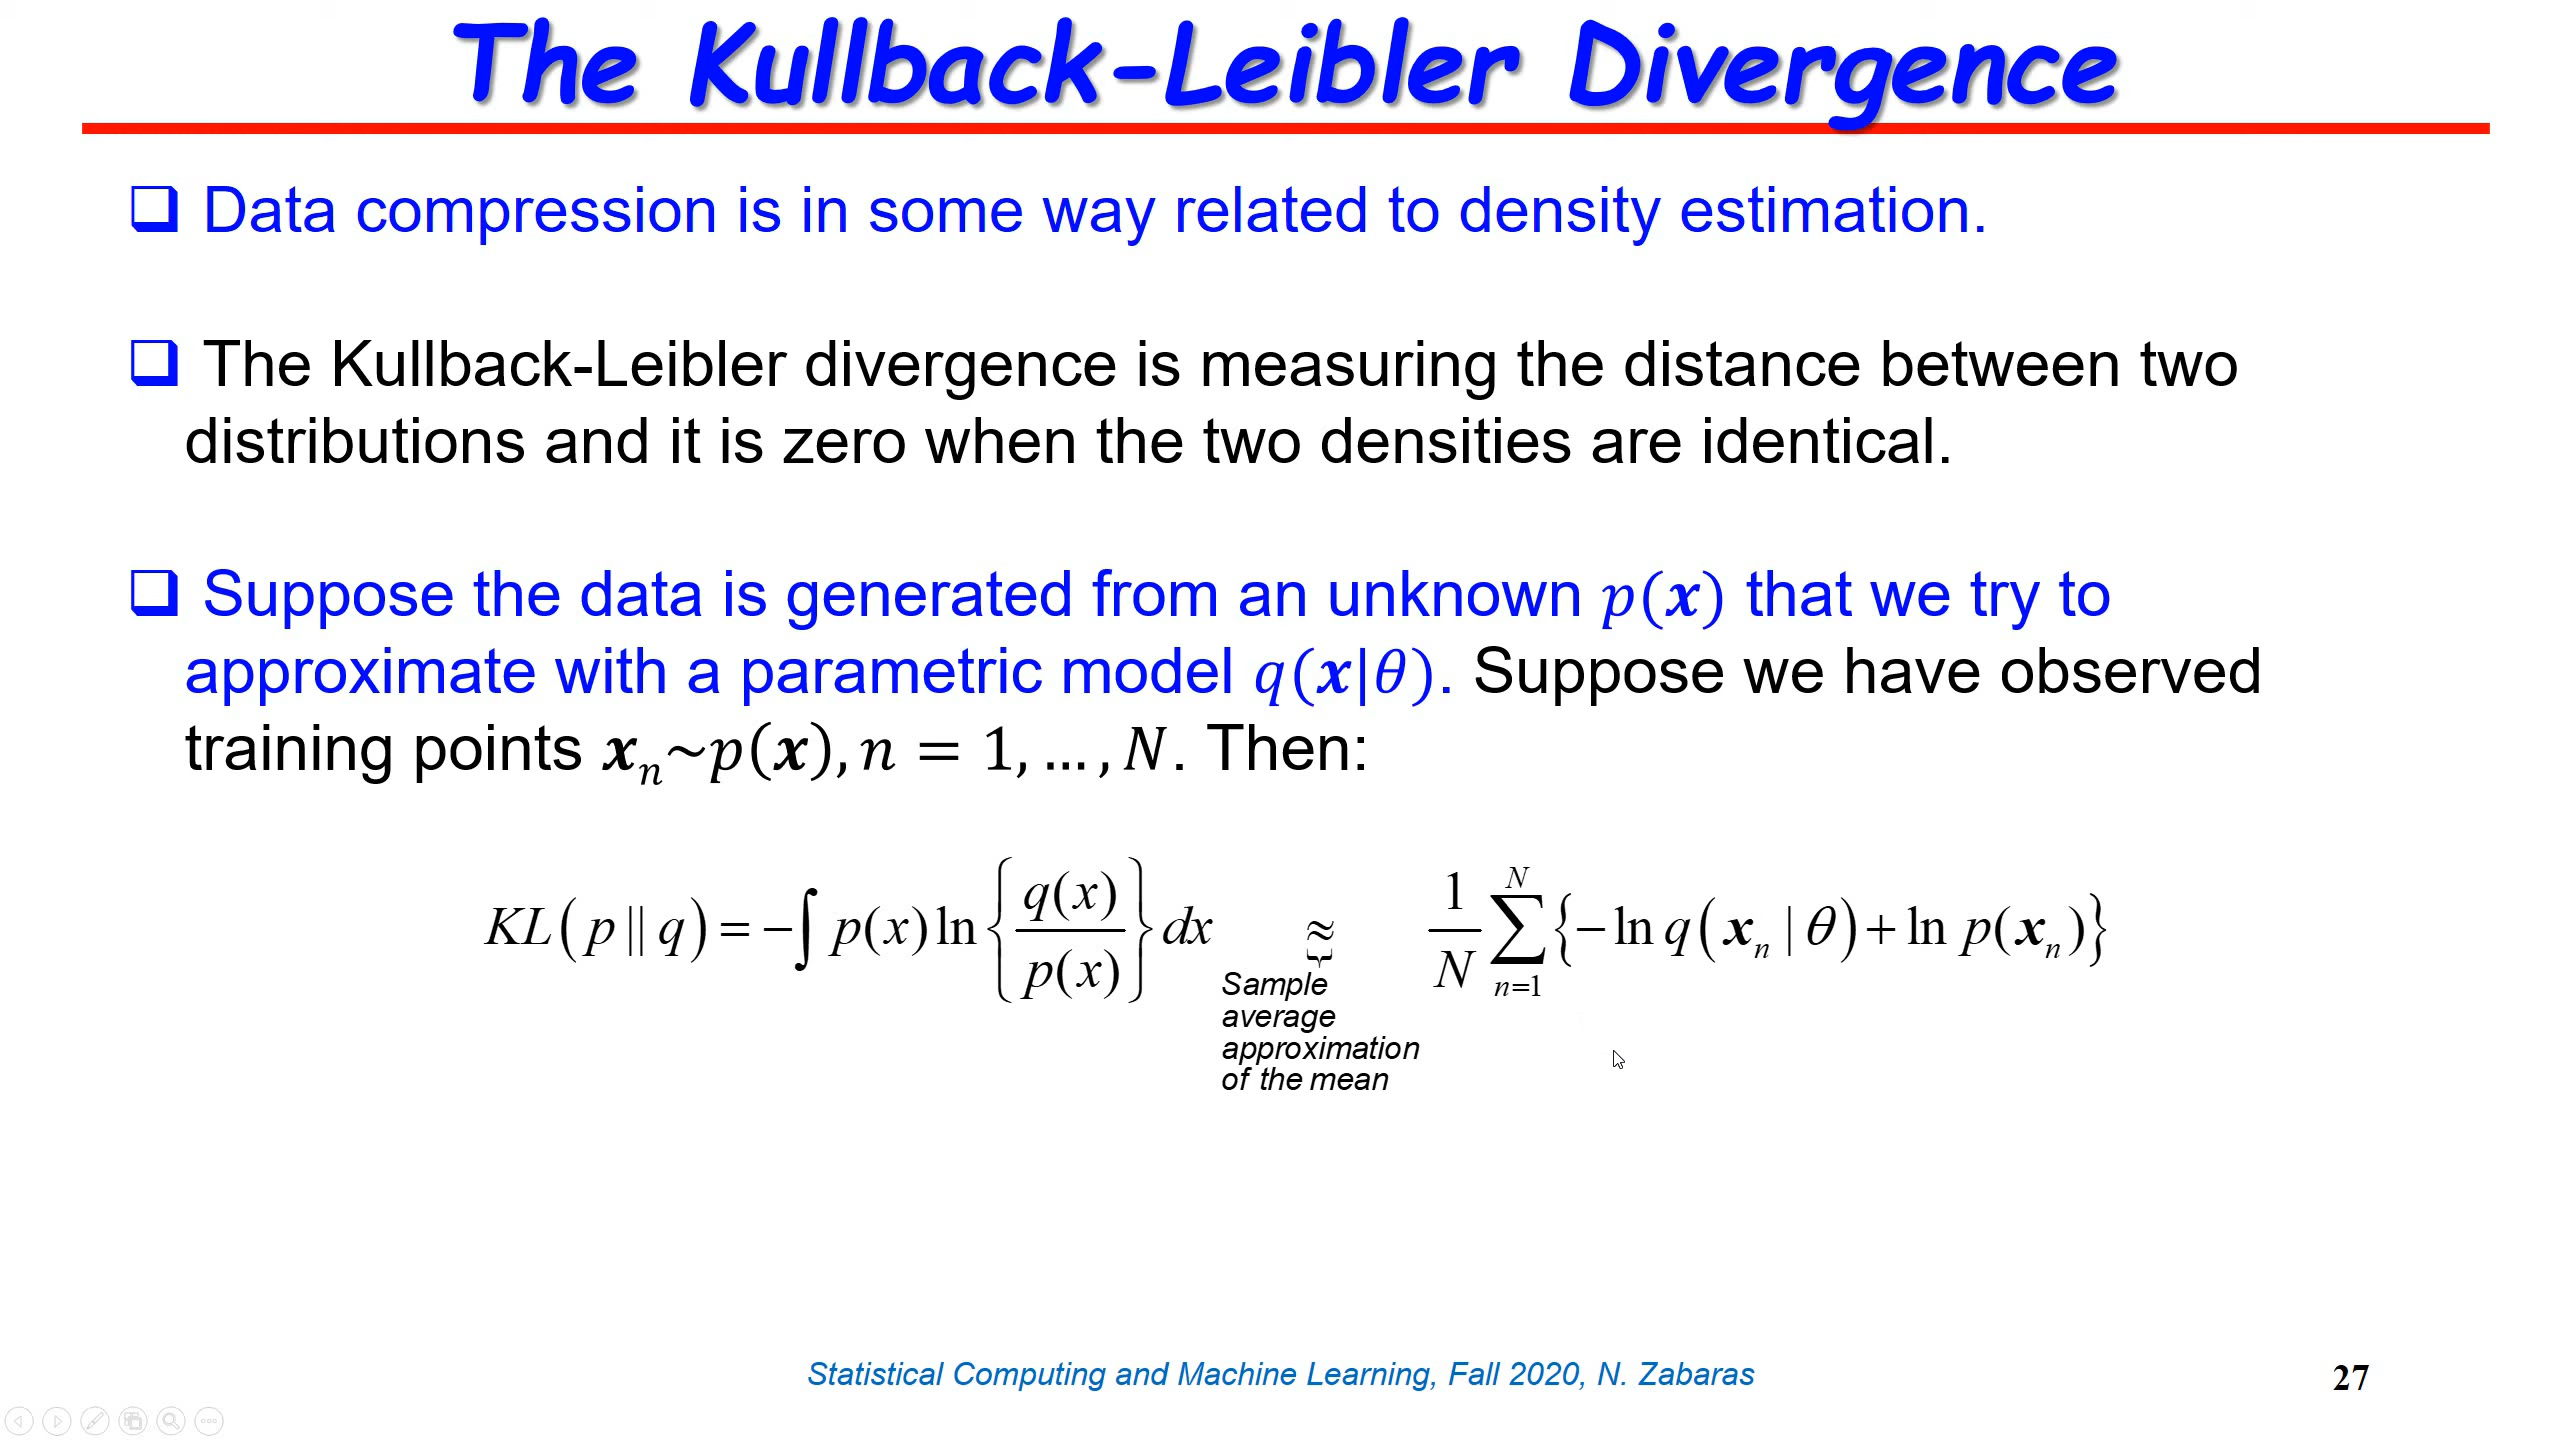 The Kullback-Leibler Divergence
❑ Data compression is in some way related to density estimation.
❑ The Kullback-Leibler divergence is measuring the distance between two
distributions and it is zero when the two densities are identical.
❑ Suppose the data is generated from an unknown p(x) that we try to
approximate with a parametric model q(x|θ). Suppose we have observed
training points xₙ~p(x), n = 1, … , N. Then:
KL(p || q) = −∫ p(x) ln { q(x) / p(x) } dx ≈ 1/N ∑ₙ₌₁ᴺ {− ln q(xₙ | θ) + ln p(xₙ)}
Sample
average
approximation
of the mean
Statistical Computing and Machine Learning, Fall 2020, N. Zabaras
27